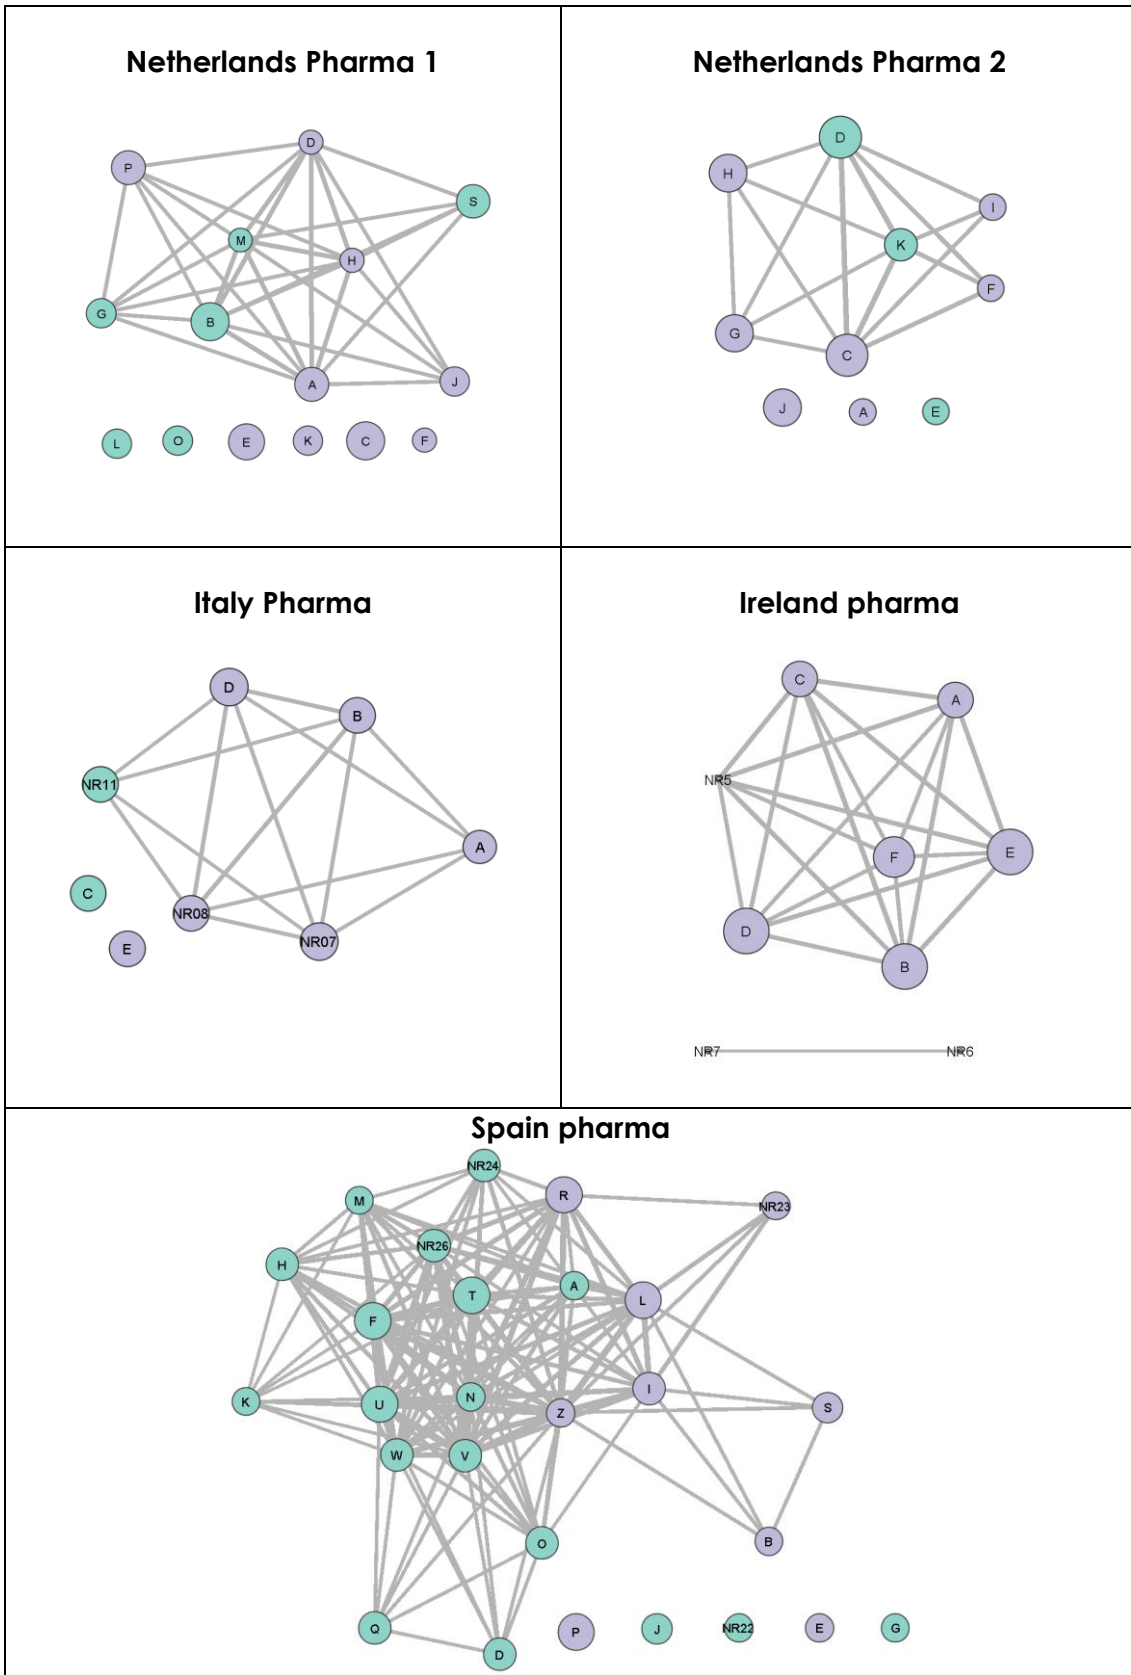 Netherlands Pharma 1
D
P
S
M
H
G
B
A
J
L
O
E
K
C
F
Netherlands Pharma 2
D
H
I
K
F
G
C
J
A
E
Italy Pharma
D
B
NR11
A
C
NR08
NR07
E
Ireland pharma
C
A
NR5
F
E
D
B
NR7
NR6
Spain pharma
NR24
M
R
NR23
NR26
H
A
T
L
F
I
N
K
U
Z
S
W
V
O
B
Q
D
P
J
NR22
E
G